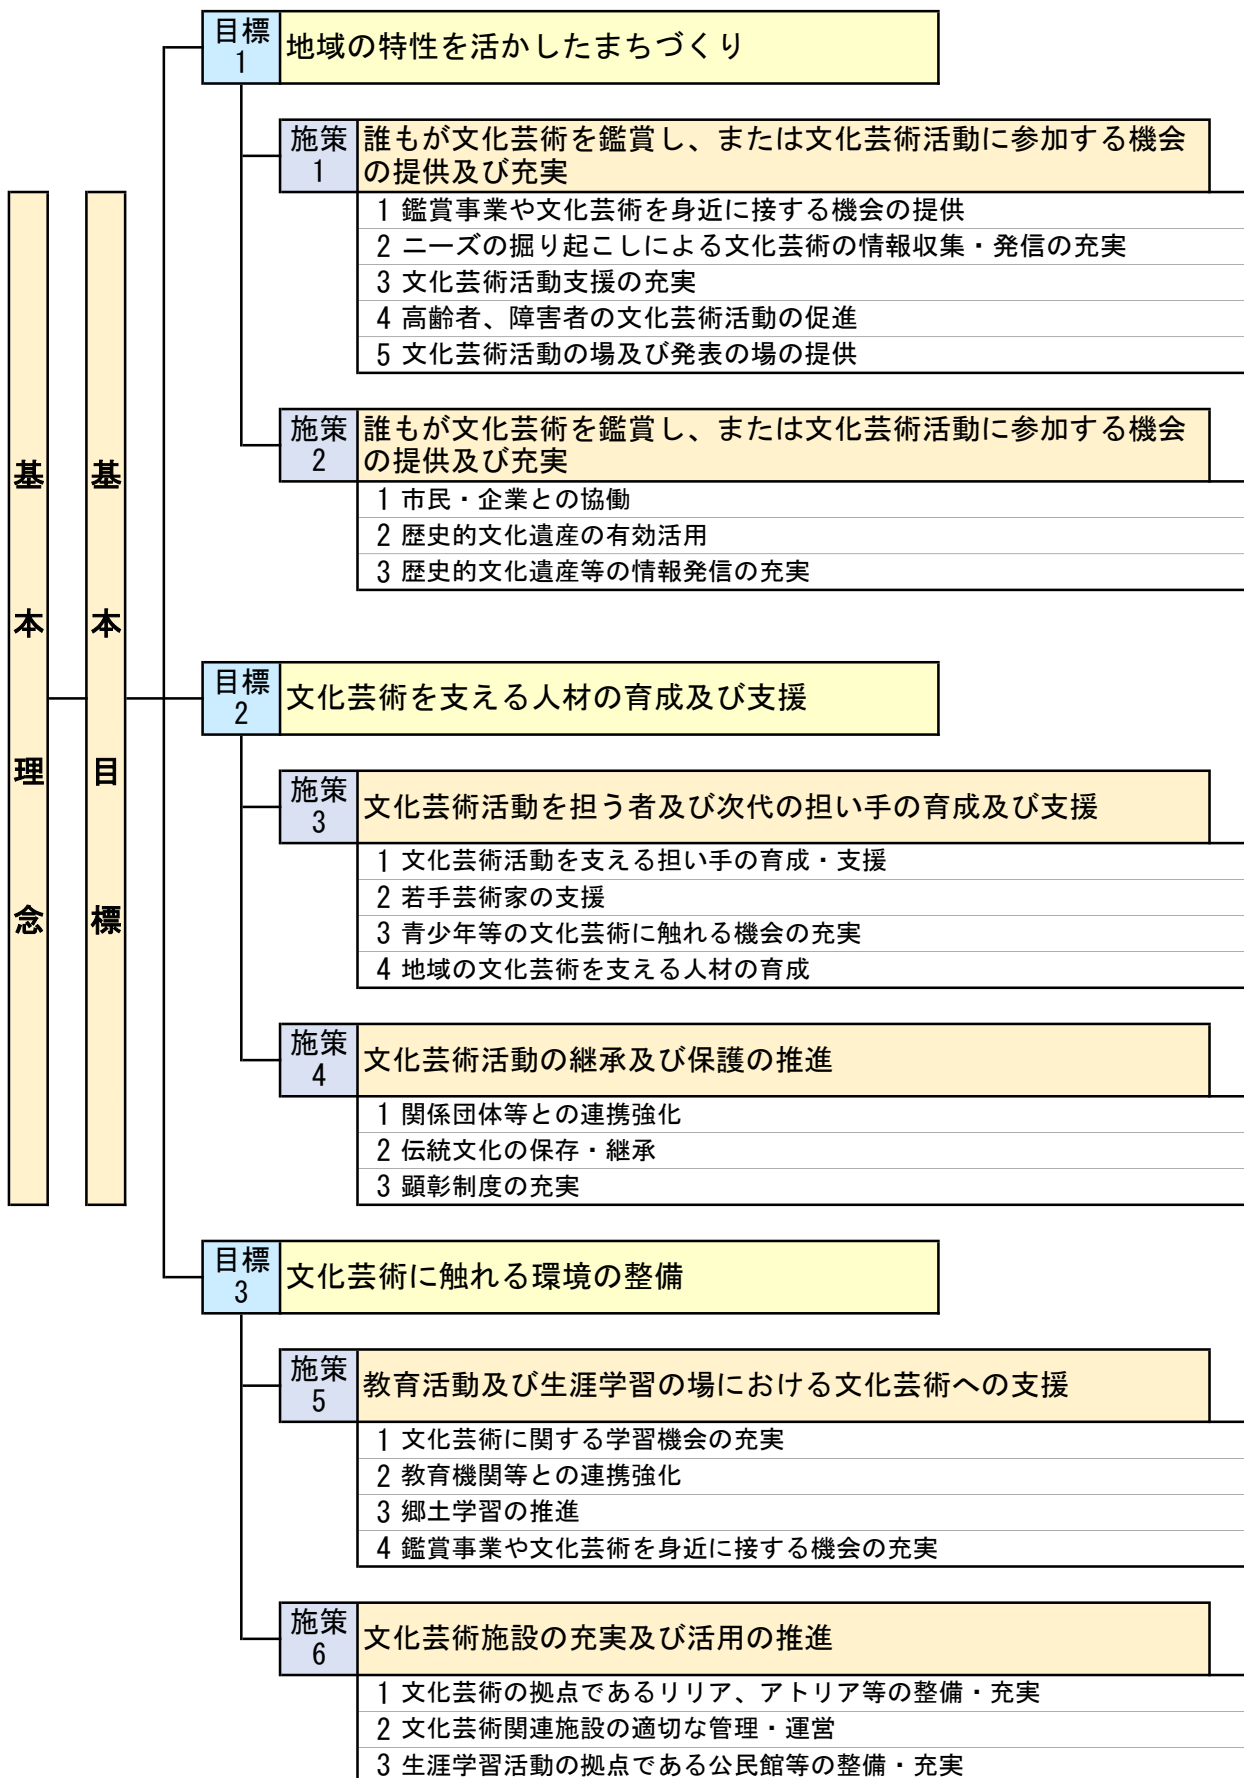 基本理念
基本目標
目標
1
地域の特性を活かしたまちづくり
施策
1
誰もが文化芸術を鑑賞し、または文化芸術活動に参加する機会
の提供及び充実
1 鑑賞事業や文化芸術を身近に接する機会の提供
2 ニーズの掘り起こしによる文化芸術の情報収集・発信の充実
3 文化芸術活動支援の充実
4 高齢者、障害者の文化芸術活動の促進
5 文化芸術活動の場及び発表の場の提供
施策
2
誰もが文化芸術を鑑賞し、または文化芸術活動に参加する機会
の提供及び充実
1 市民・企業との協働
2 歴史的文化遺産の有効活用
3 歴史的文化遺産等の情報発信の充実
目標
2
文化芸術を支える人材の育成及び支援
施策
3
文化芸術活動を担う者及び次代の担い手の育成及び支援
1 文化芸術活動を支える担い手の育成・支援
2 若手芸術家の支援
3 青少年等の文化芸術に触れる機会の充実
4 地域の文化芸術を支える人材の育成
施策
4
文化芸術活動の継承及び保護の推進
1 関係団体等との連携強化
2 伝統文化の保存・継承
3 顕彰制度の充実
目標
3
文化芸術に触れる環境の整備
施策
5
教育活動及び生涯学習の場における文化芸術への支援
1 文化芸術に関する学習機会の充実
2 教育機関等との連携強化
3 郷土学習の推進
4 鑑賞事業や文化芸術を身近に接する機会の充実
施策
6
文化芸術施設の充実及び活用の推進
1 文化芸術の拠点であるリリア、アトリア等の整備・充実
2 文化芸術関連施設の適切な管理・運営
3 生涯学習活動の拠点である公民館等の整備・充実